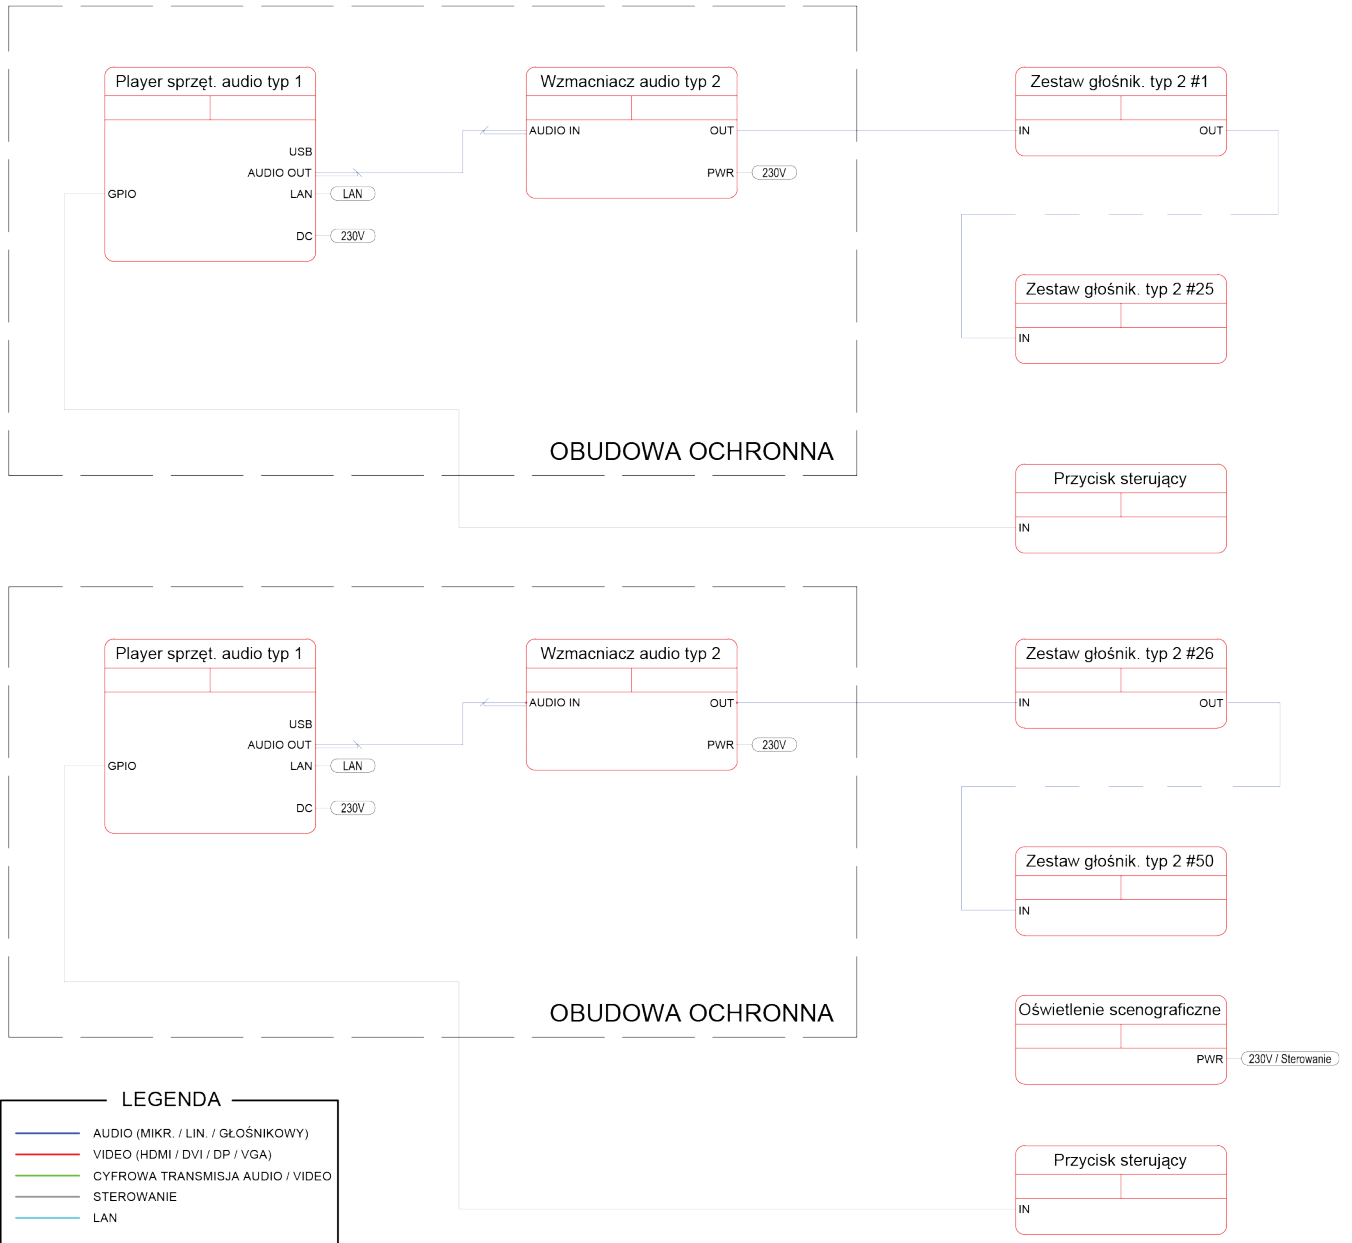 Player sprzęt. audio typ 1
USB
AUDIO OUT
GPIO
LAN
LAN
DC
230V
Wzmacniacz audio typ 2
AUDIO IN
OUT
PWR
230V
Zestaw głośnik. typ 2 #1
IN
OUT
Zestaw głośnik. typ 2 #25
IN
OBUDOWA OCHRONNA
Przycisk sterujący
IN
Player sprzęt. audio typ 1
USB
AUDIO OUT
GPIO
LAN
LAN
DC
230V
Wzmacniacz audio typ 2
AUDIO IN
OUT
PWR
230V
Zestaw głośnik. typ 2 #26
IN
OUT
Zestaw głośnik. typ 2 #50
IN
OBUDOWA OCHRONNA
Oświetlenie scenograficzne
PWR
230V / Sterowanie
Przycisk sterujący
IN
LEGENDA
AUDIO (MIKR. / LIN. / GŁOŚNIKOWY)
VIDEO (HDMI / DVI / DP / VGA)
CYFROWA TRANSMISJA AUDIO / VIDEO
STEROWANIE
LAN